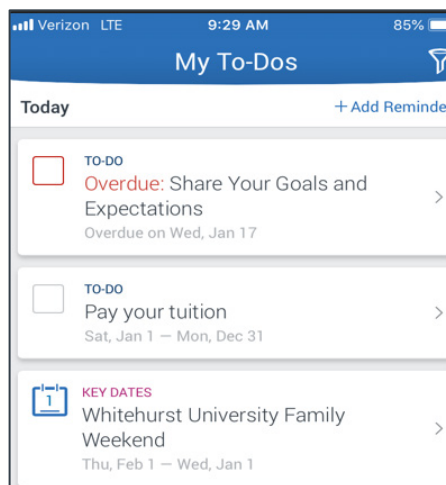 Verizon LTE 9:29 AM 85%
My To-Dos
Today + Add Reminde
TO-DO
Overdue: Share Your Goals and
Expectations
Overdue on Wed, Jan 17
TO-DO
Pay your tuition
Sat, Jan 1 — Mon, Dec 31
1
KEY DATES
Whitehurst University Family
Weekend
Thu, Feb 1 — Wed, Jan 1